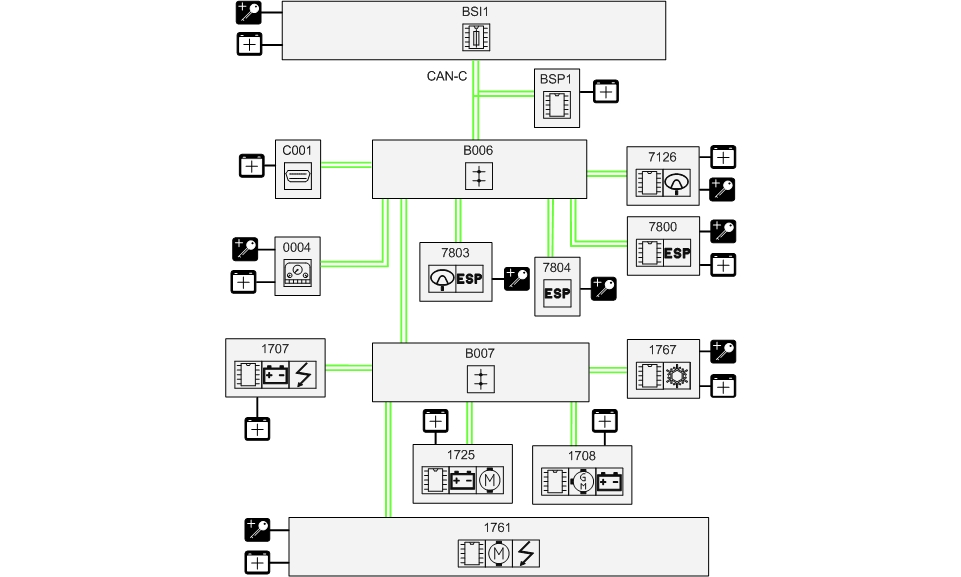 BSI1
CAN-C
BSP1
C001
B006
7126
0004
7803
ESP
7804
ESP
7800
ESP
1707
B007
1767
1725
M
1708
G
M
1761
M